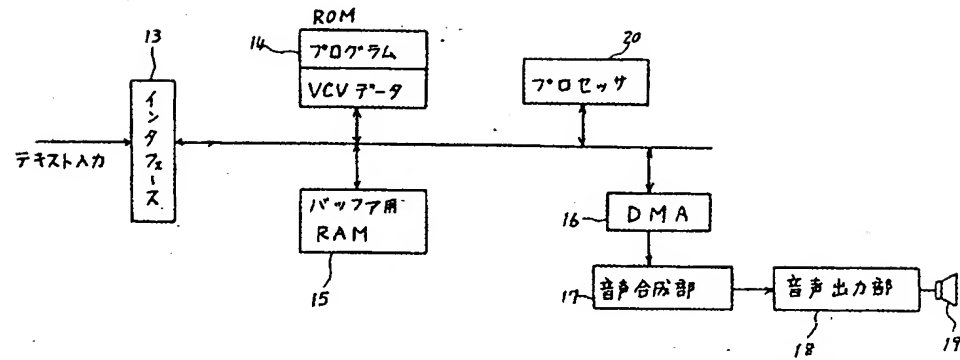 ROM
13
14
プログラム
VCVデータ
20
プロセッサ
インタフェース
テキスト入力
バッファ用
RAM
15
16
DMA
17
音声合成部
音声出力部
18
19